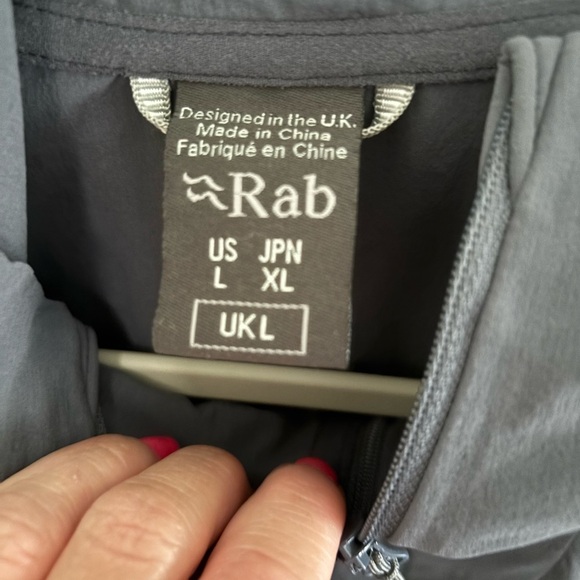 Designed in the U.K.
Made in China
Fabriqué en Chine
Rab
US JPN
L XL
UK L